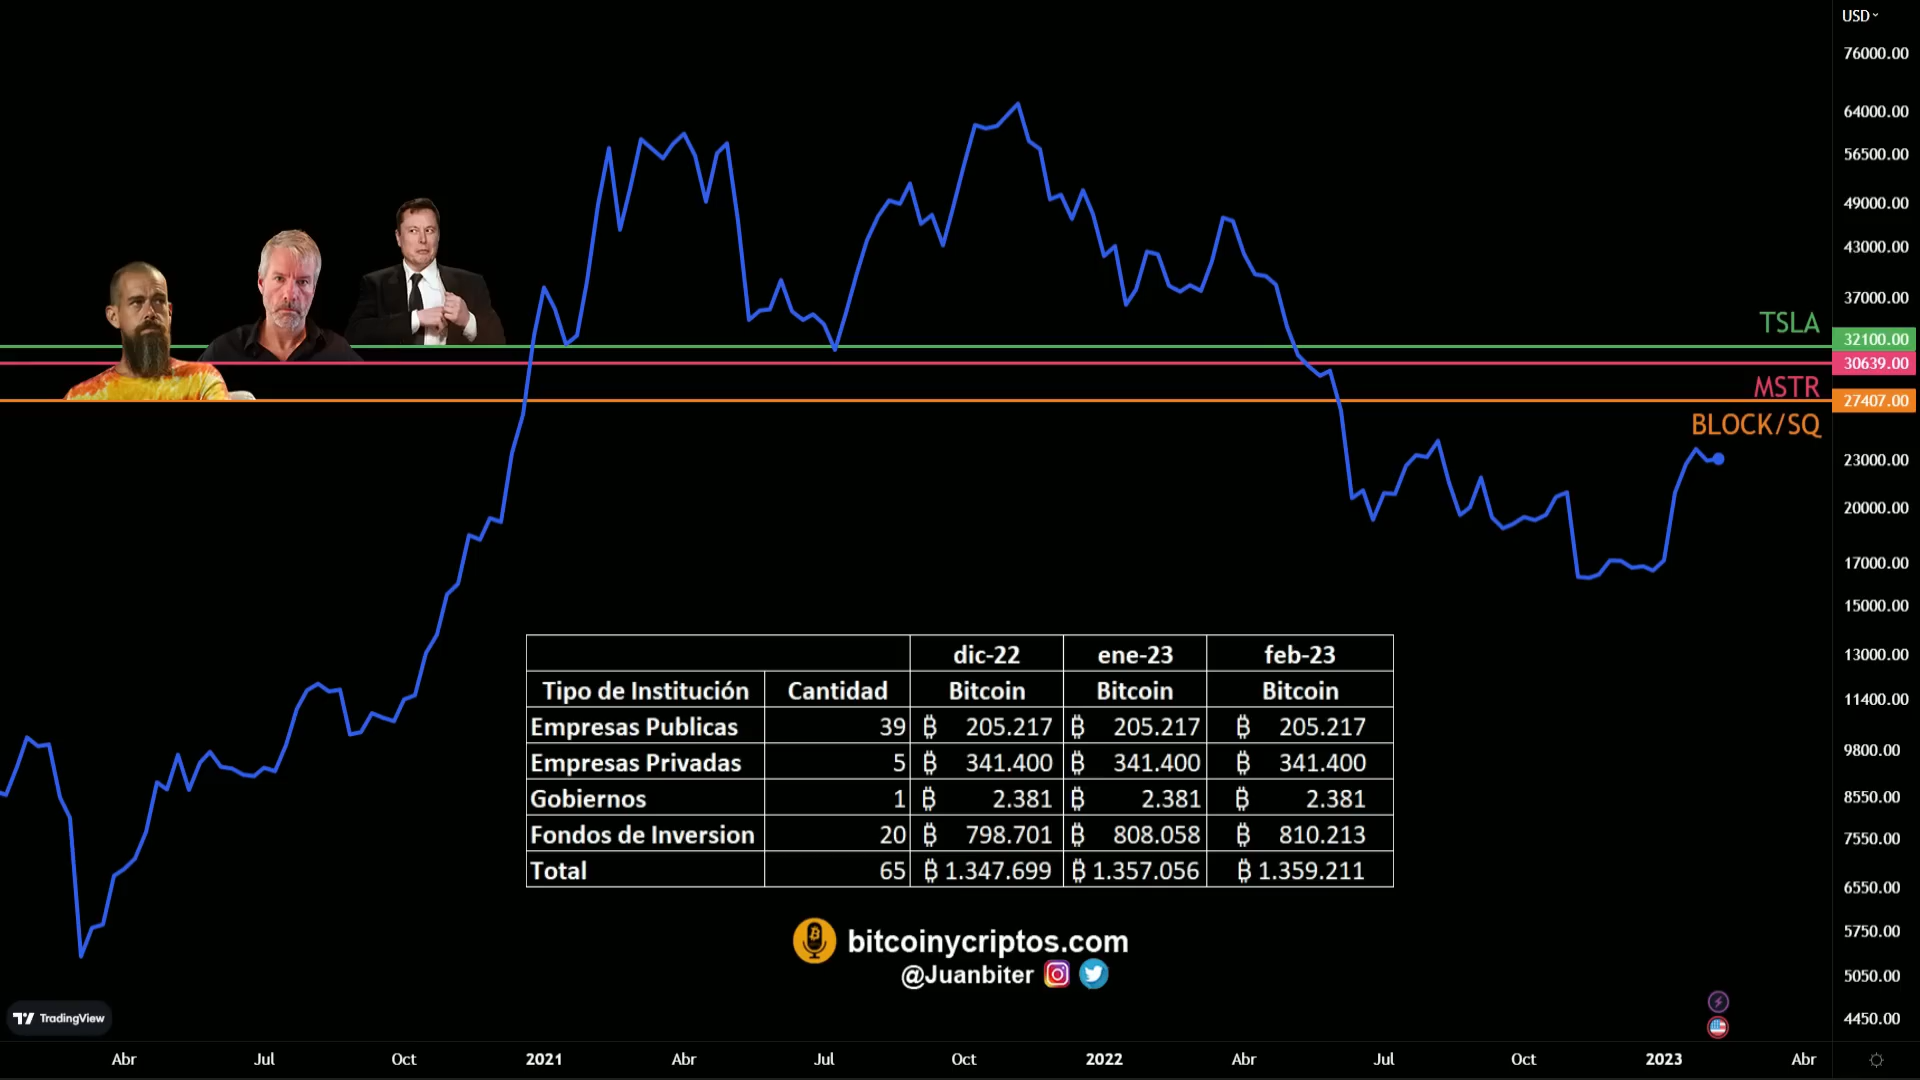 USD
76000.00
64000.00
56500.00
49000.00
43000.00
37000.00
TSLA
32100.00
30639.00
MSTR
27407.00
BLOCK/SQ
23000.00
20000.00
17000.00
15000.00
13000.00
11400.00
9800.00
8550.00
7550.00
6550.00
5750.00
5050.00
4450.00
dic-22 ene-23 feb-23
Tipo de Institución Cantidad Bitcoin Bitcoin Bitcoin
Empresas Publicas 39 ₿ 205.217 ₿ 205.217 ₿ 205.217
Empresas Privadas 5 ₿ 341.400 ₿ 341.400 ₿ 341.400
Gobiernos 1 ₿ 2.381 ₿ 2.381 ₿ 2.381
Fondos de Inversion 20 ₿ 798.701 ₿ 808.058 ₿ 810.213
Total 65 ₿ 1.347.699 ₿ 1.357.056 ₿ 1.359.211
bitcoinycriptos.com
@Juanbiter
TradingView
Abr Jul Oct 2021 Abr Jul Oct 2022 Abr Jul Oct 2023 Abr